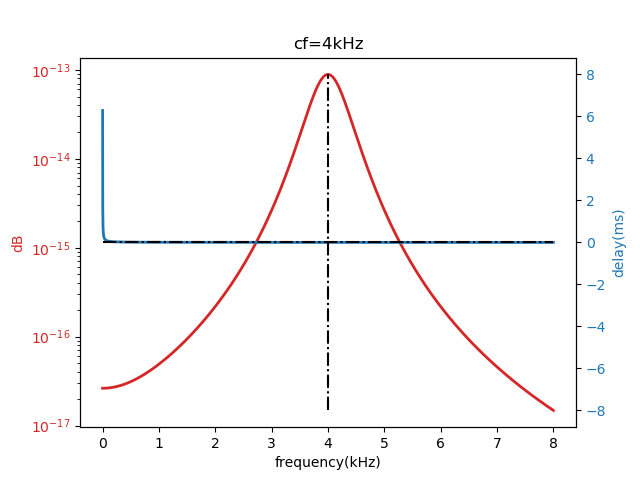 cf=4kHz
10⁻¹³
10⁻¹⁴
10⁻¹⁵
10⁻¹⁶
10⁻¹⁷
dB
8
6
4
2
0
−2
−4
−6
−8
delay(ms)
0 1 2 3 4 5 6 7 8
frequency(kHz)